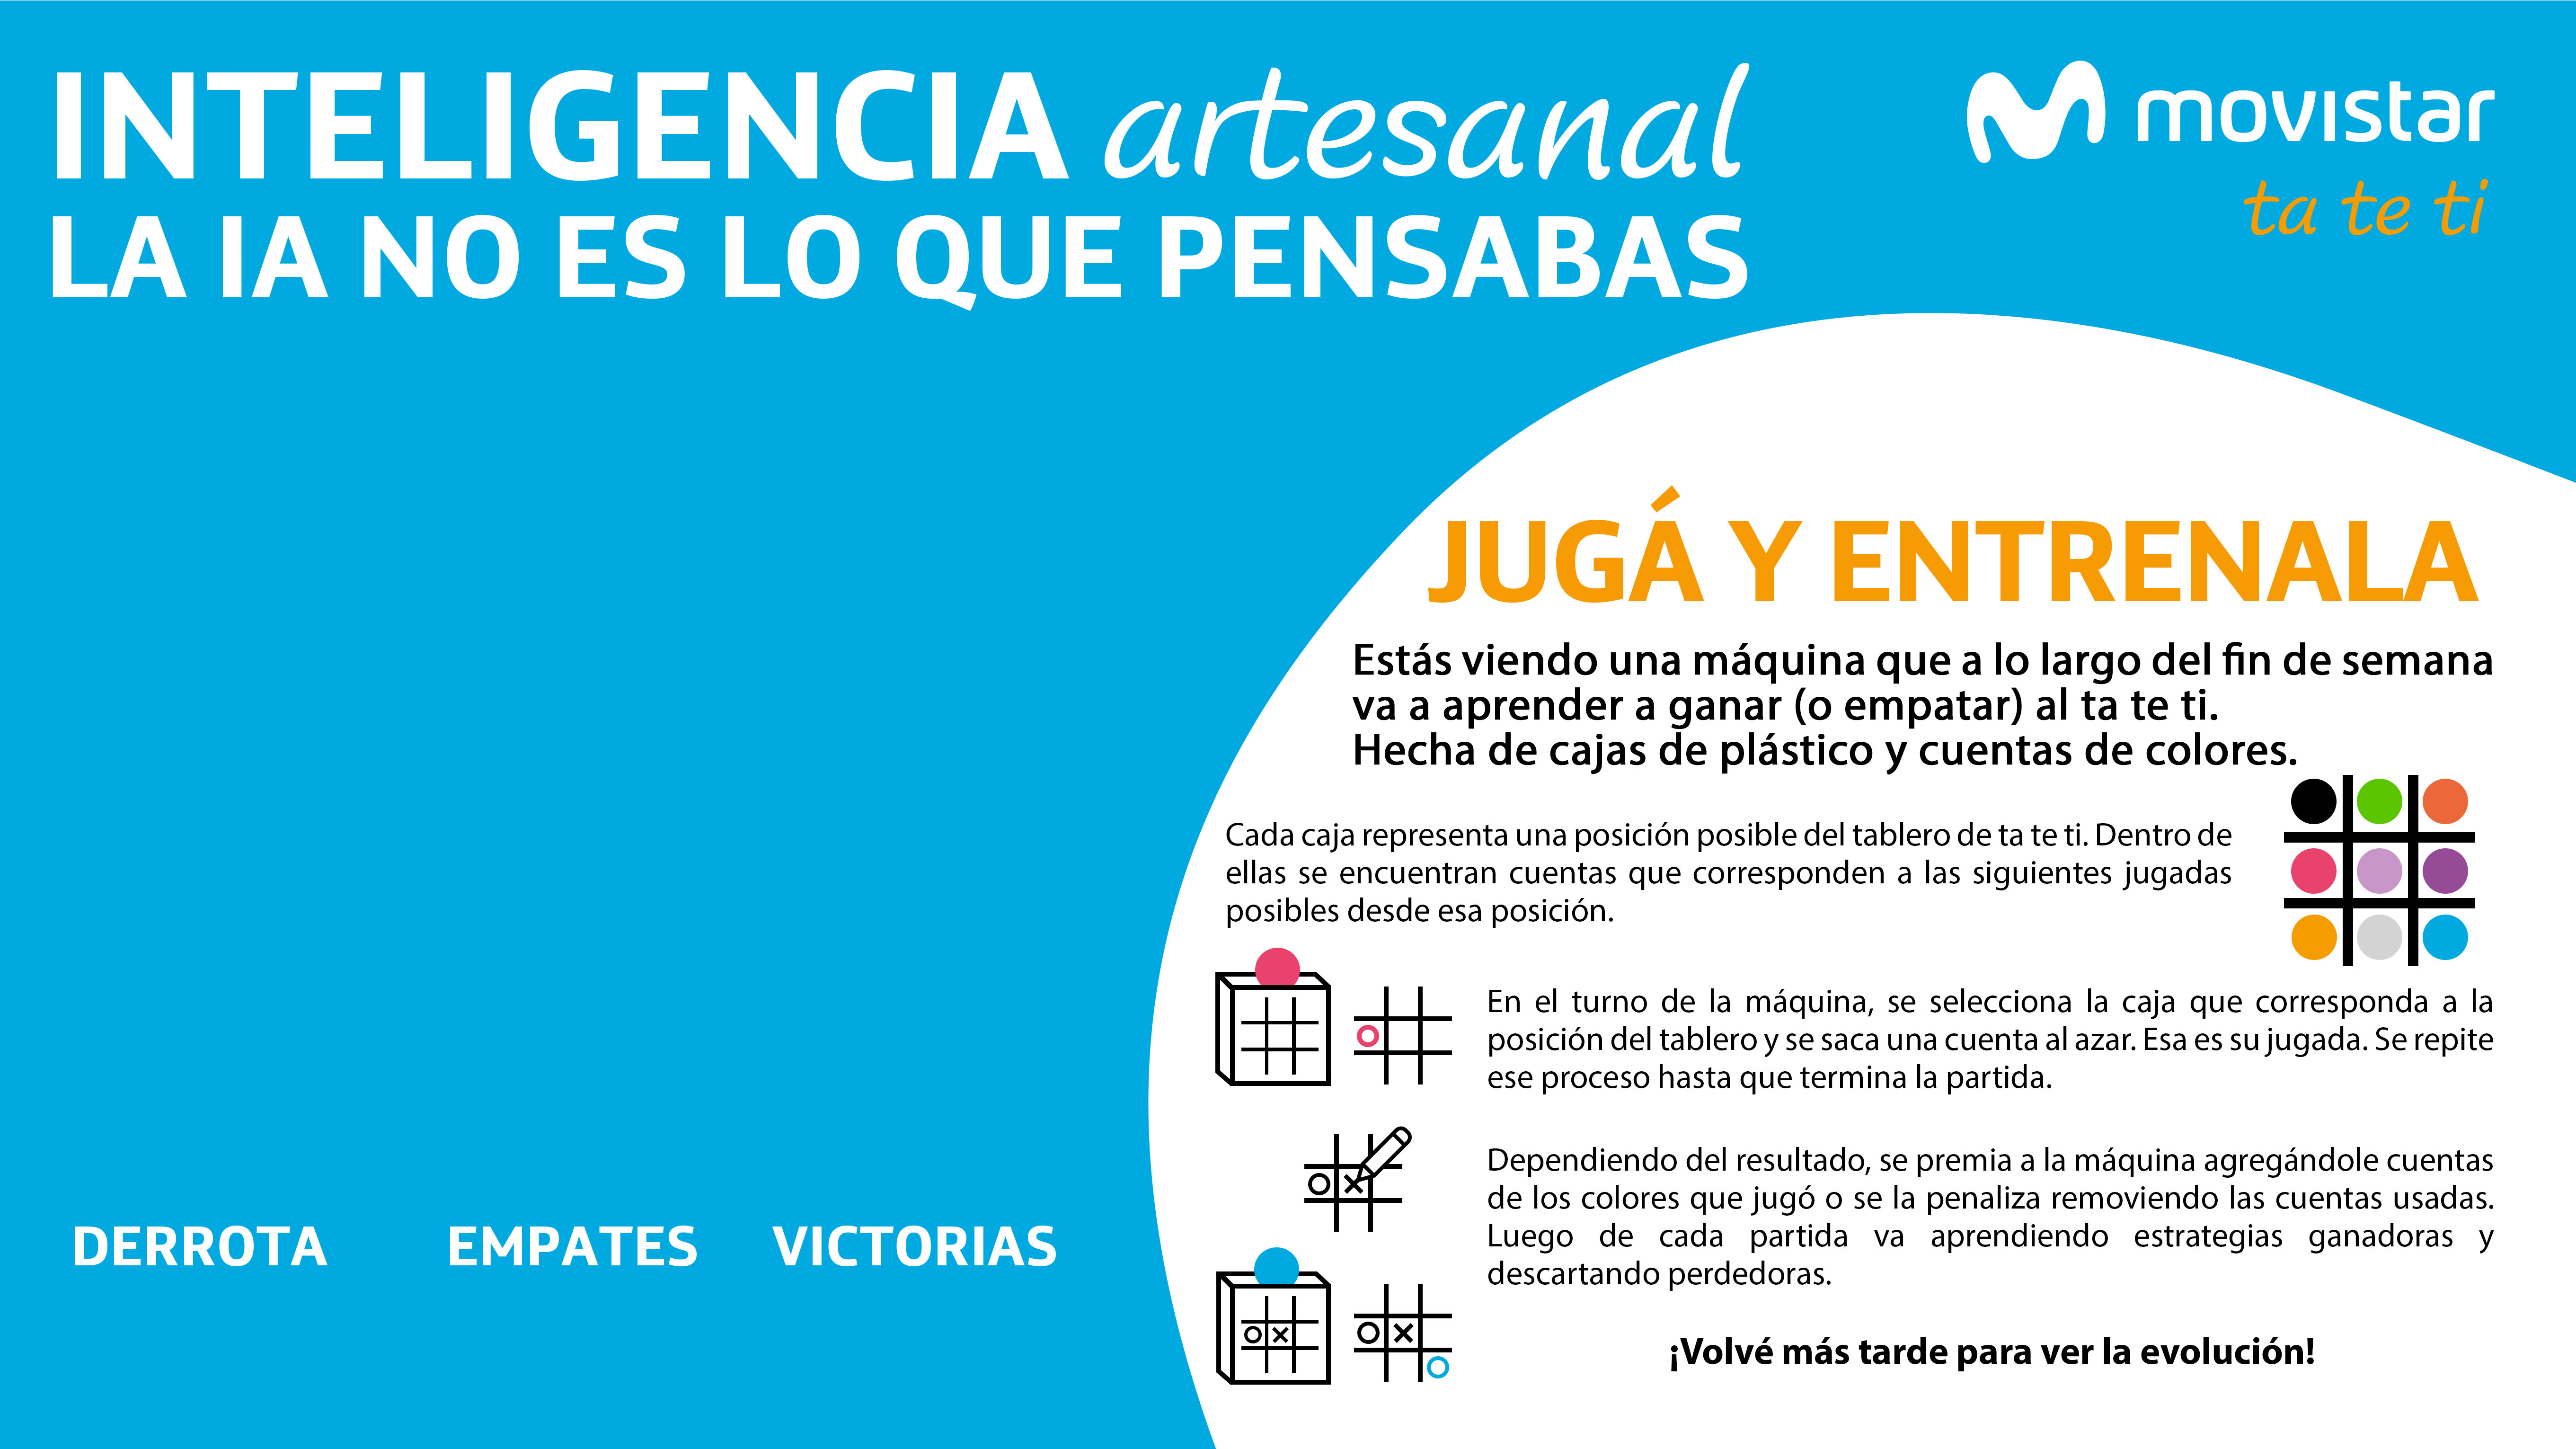 INTELIGENCIA artesanal
LA IA NO ES LO QUE PENSABAS
movistar
ta te ti
JUGÁ Y ENTRENALA
Estás viendo una máquina que a lo largo del fin de semana
va a aprender a ganar (o empatar) al ta te ti.
Hecha de cajas de plástico y cuentas de colores.
Cada caja representa una posición posible del tablero de ta te ti. Dentro de
ellas se encuentran cuentas que corresponden a las siguientes jugadas
posibles desde esa posición.
En el turno de la máquina, se selecciona la caja que corresponda a la
posición del tablero y se saca una cuenta al azar. Esa es su jugada. Se repite
ese proceso hasta que termina la partida.
Dependiendo del resultado, se premia a la máquina agregándole cuentas
de los colores que jugó o se la penaliza removiendo las cuentas usadas.
Luego de cada partida va aprendiendo estrategias ganadoras y
descartando perdedoras.
¡Volvé más tarde para ver la evolución!
DERROTA EMPATES VICTORIAS